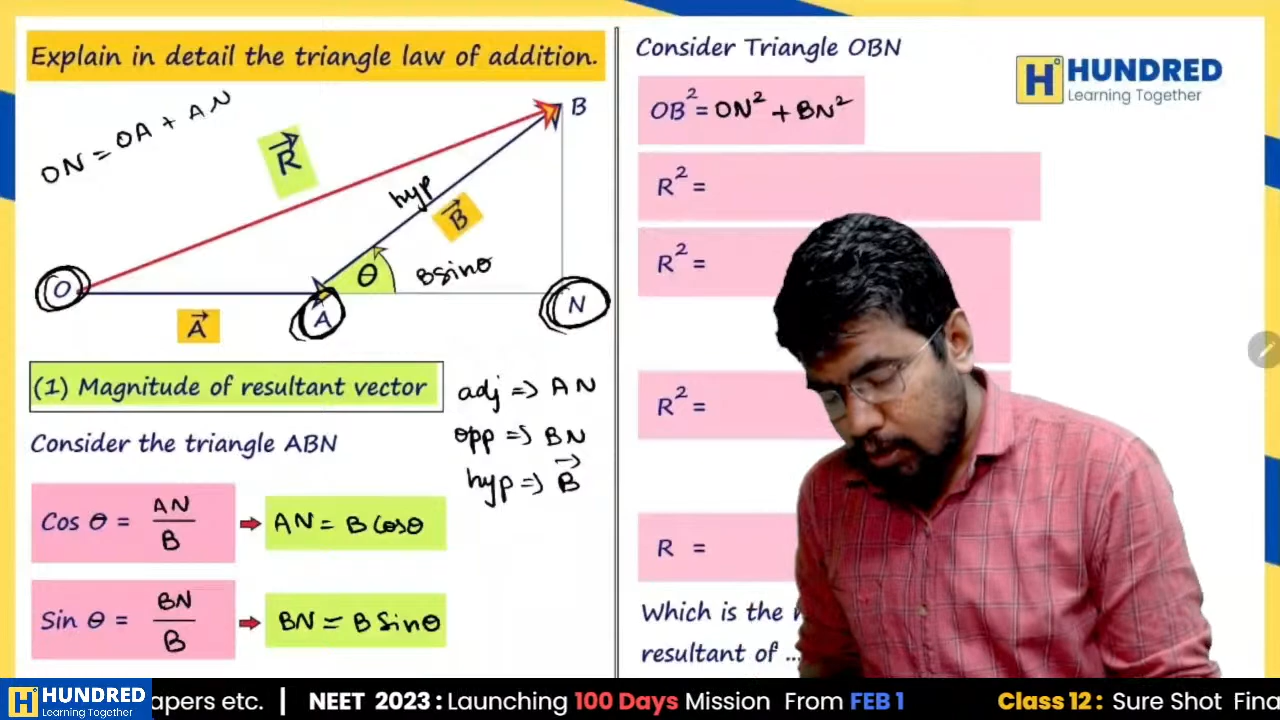 Explain in detail the triangle law of addition.
ON = OA + AN
R
B
hyp
B
θ
B sinθ
O
A
N
A
(1) Magnitude of resultant vector
adj => AN
opp => BN
hyp => B
Consider the triangle ABN
Cos θ = AN/B
AN = B Cosθ
Sin θ = BN/B
BN = B Sinθ
Consider Triangle OBN
OB² = ON² + BN²
R² =
R² =
R² =
R =
Which is the
resultant of ...
H HUNDRED
Learning Together
H HUNDRED
Learning Together
apers etc. | NEET 2023 : Launching 100 Days Mission From FEB 1 Class 12 : Sure Shot